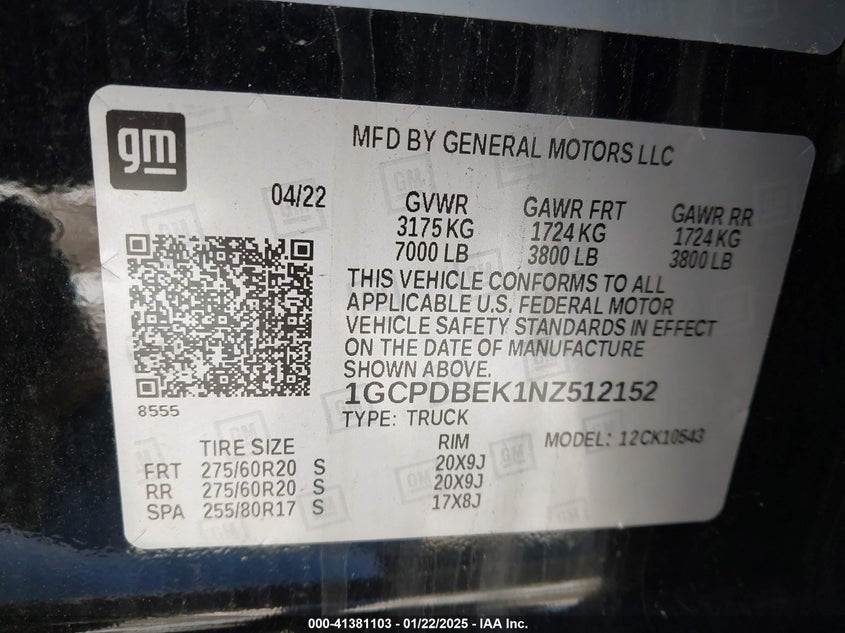 gm
MFD BY GENERAL MOTORS LLC
04/22
GVWR GAWR FRT GAWR RR
3175 KG 1724 KG 1724 KG
7000 LB 3800 LB 3800 LB
THIS VEHICLE CONFORMS TO ALL
APPLICABLE U.S. FEDERAL MOTOR
VEHICLE SAFETY STANDARDS IN EFFECT
ON THE DATE OF MANUFACTURE
SHOWN ABOVE.
8555
1GCPDBEK1NZ512152
TYPE: TRUCK
TIRE SIZE RIM MODEL: 12CK10543
FRT 275/60R20 S 20X9J
RR 275/60R20 S 20X9J
SPA 255/80R17 S 17X8J
000-41381103 - 01/22/2025 - IAA Inc.